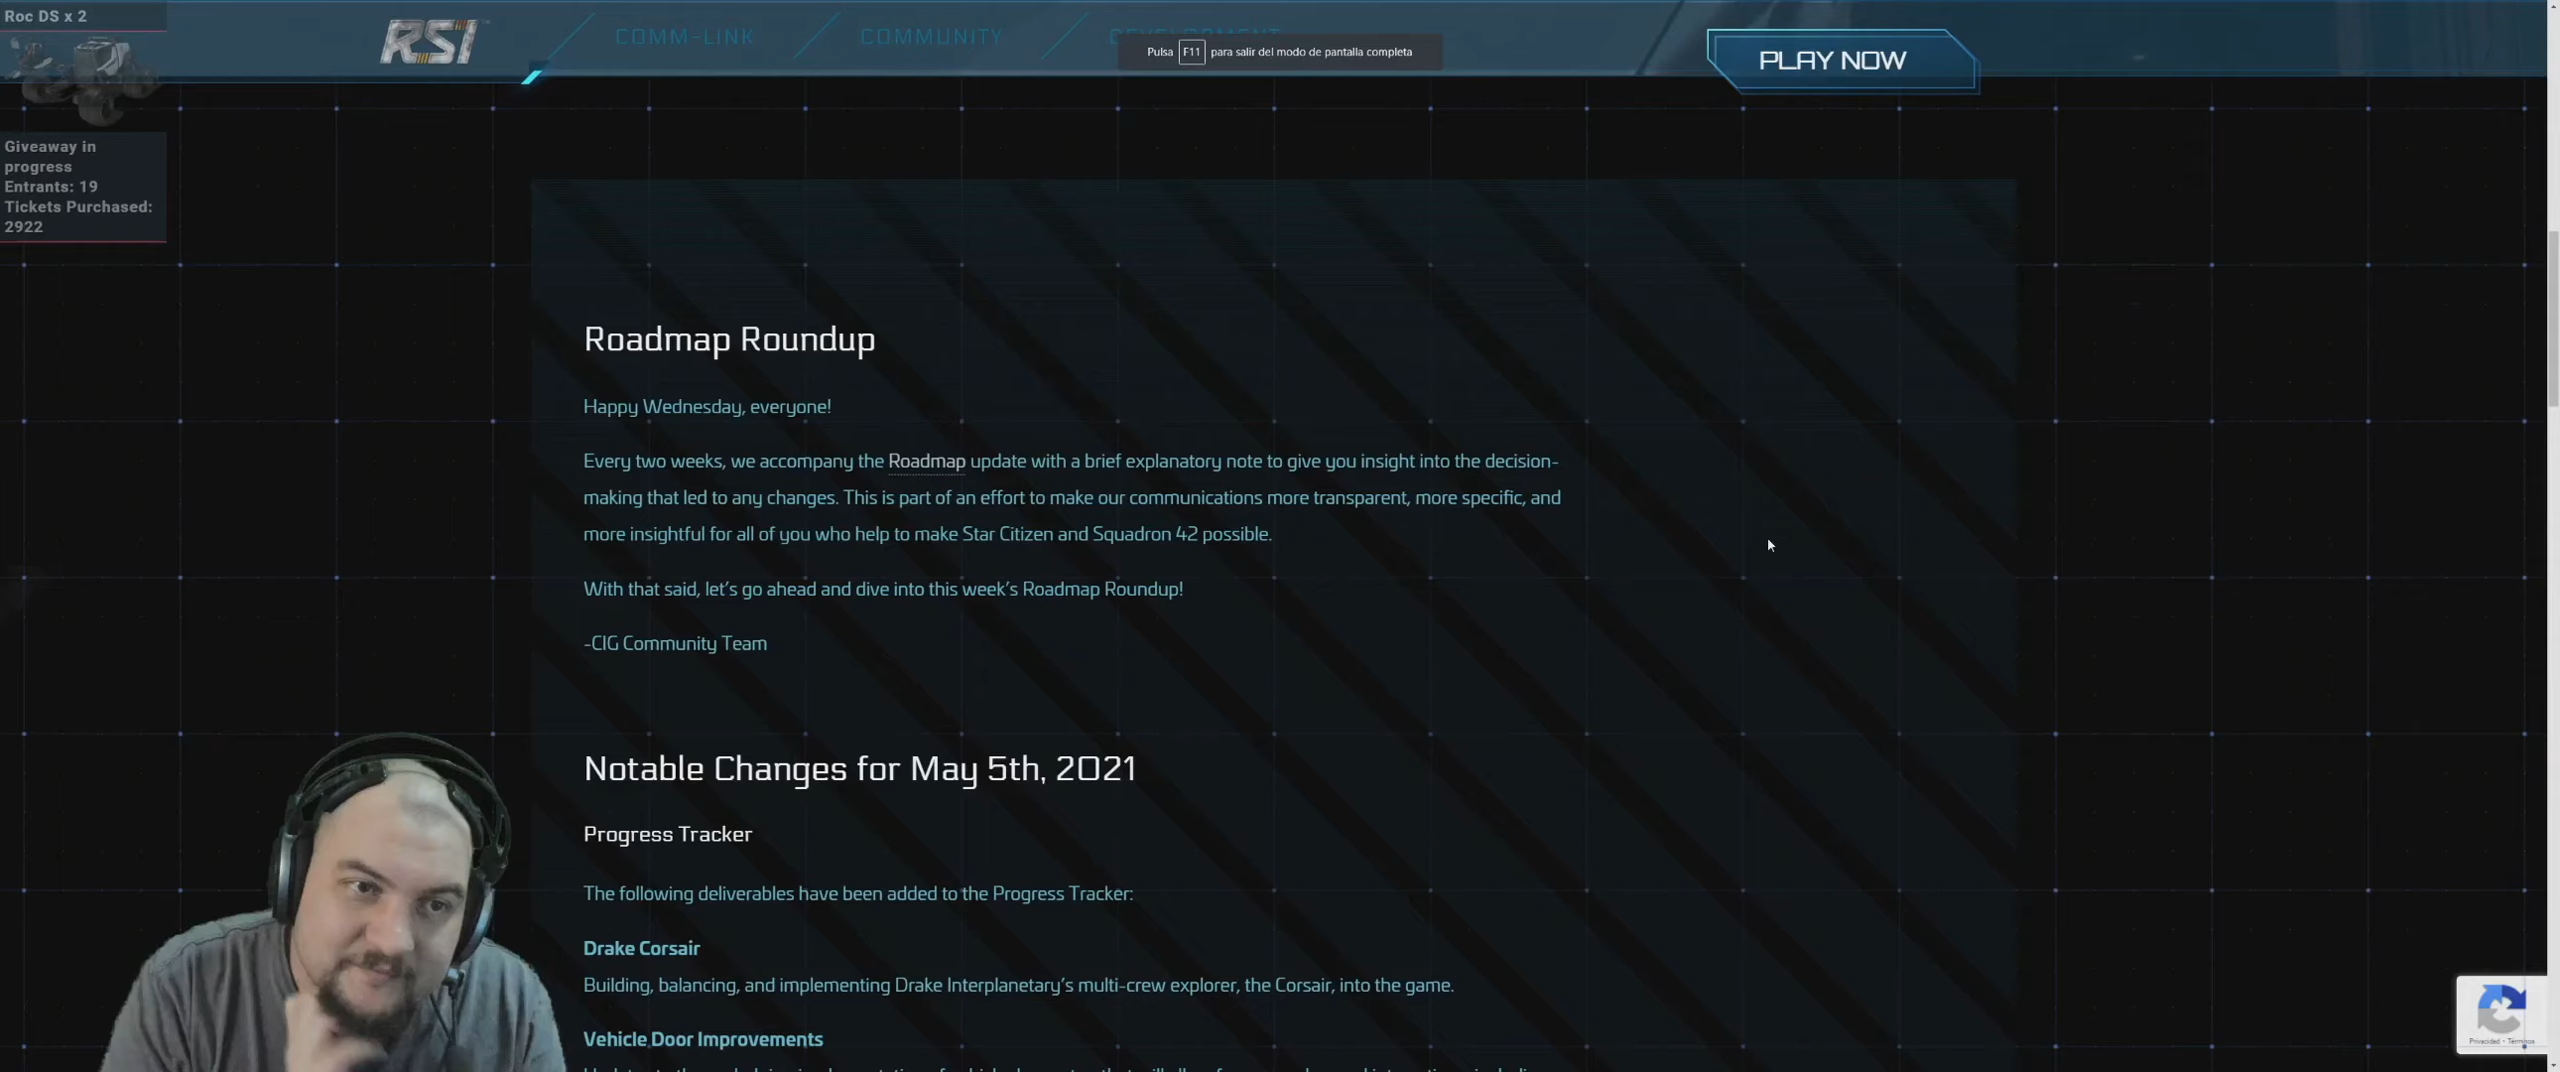 Roc DS x 2
RSI
COMM-LINK
COMMUNITY
DEVELOPMENT
Pulsa F11 para salir del modo de pantalla completa
PLAY NOW
Giveaway in
progress
Entrants: 19
Tickets Purchased:
2922
Roadmap Roundup
Happy Wednesday, everyone!
Every two weeks, we accompany the Roadmap update with a brief explanatory note to give you insight into the decision-
making that led to any changes. This is part of an effort to make our communications more transparent, more specific, and
more insightful for all of you who help to make Star Citizen and Squadron 42 possible.
With that said, let's go ahead and dive into this week's Roadmap Roundup!
-CIG Community Team
Notable Changes for May 5th, 2021
Progress Tracker
The following deliverables have been added to the Progress Tracker:
Drake Corsair
Building, balancing, and implementing Drake Interplanetary's multi-crew explorer, the Corsair, into the game.
Vehicle Door Improvements
Privacidad - Términos